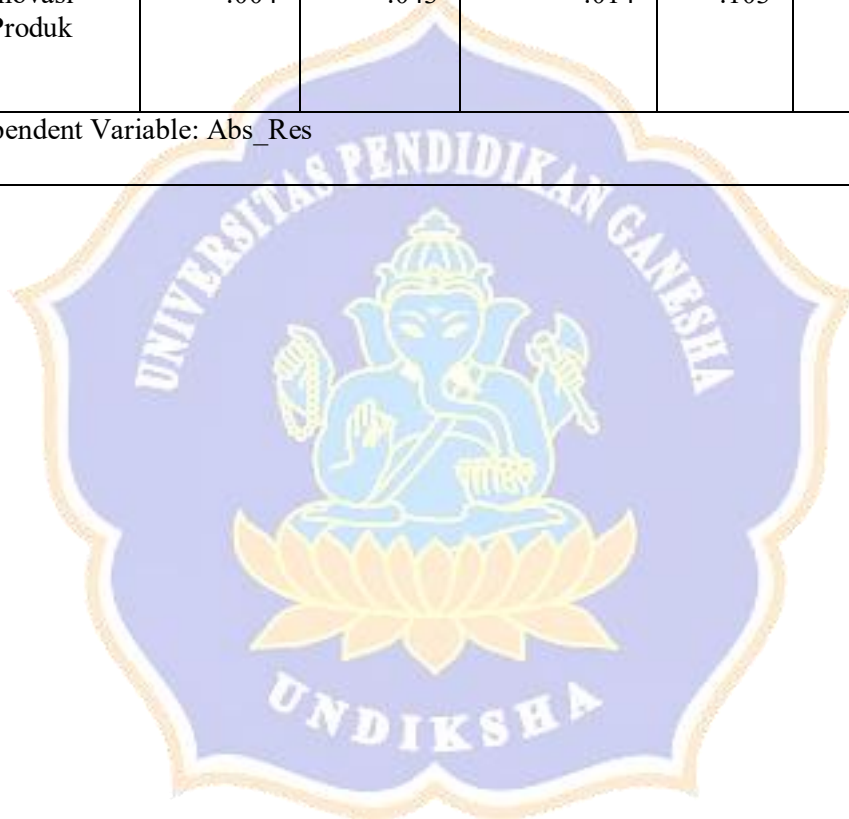 Produk
pendent Variable: Abs_Res
UNIVERSITAS PENDIDIKAN GANESHA
UNDIKSHA